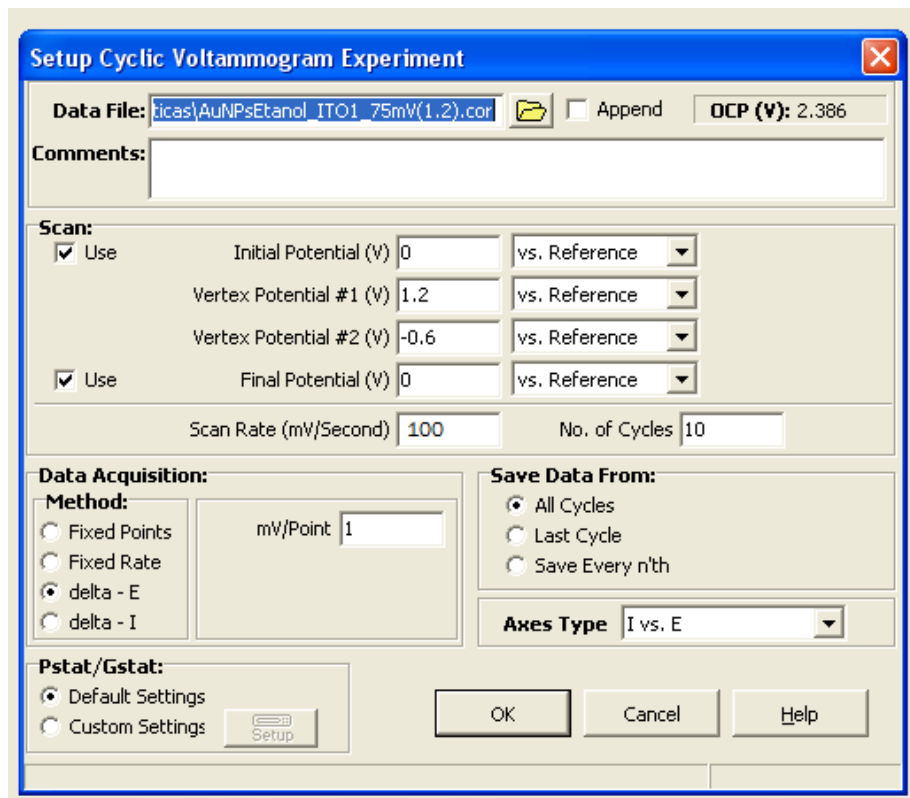 Setup Cyclic Voltammogram Experiment
Data File: ticas\AuNPsEtanol_ITO1_75mV(1.2).cor Append OCP (V): 2.386
Comments:
Scan:
Use Initial Potential (V) 0 vs. Reference
Vertex Potential #1 (V) 1.2 vs. Reference
Vertex Potential #2 (V) -0.6 vs. Reference
Use Final Potential (V) 0 vs. Reference
Scan Rate (mV/Second) 100 No. of Cycles 10
Data Acquisition:
Method:
Fixed Points
Fixed Rate
delta - E
delta - I
mV/Point 1
Save Data From:
All Cycles
Last Cycle
Save Every n'th
Axes Type I vs. E
Pstat/Gstat:
Default Settings
Custom Settings
Setup
OK Cancel Help